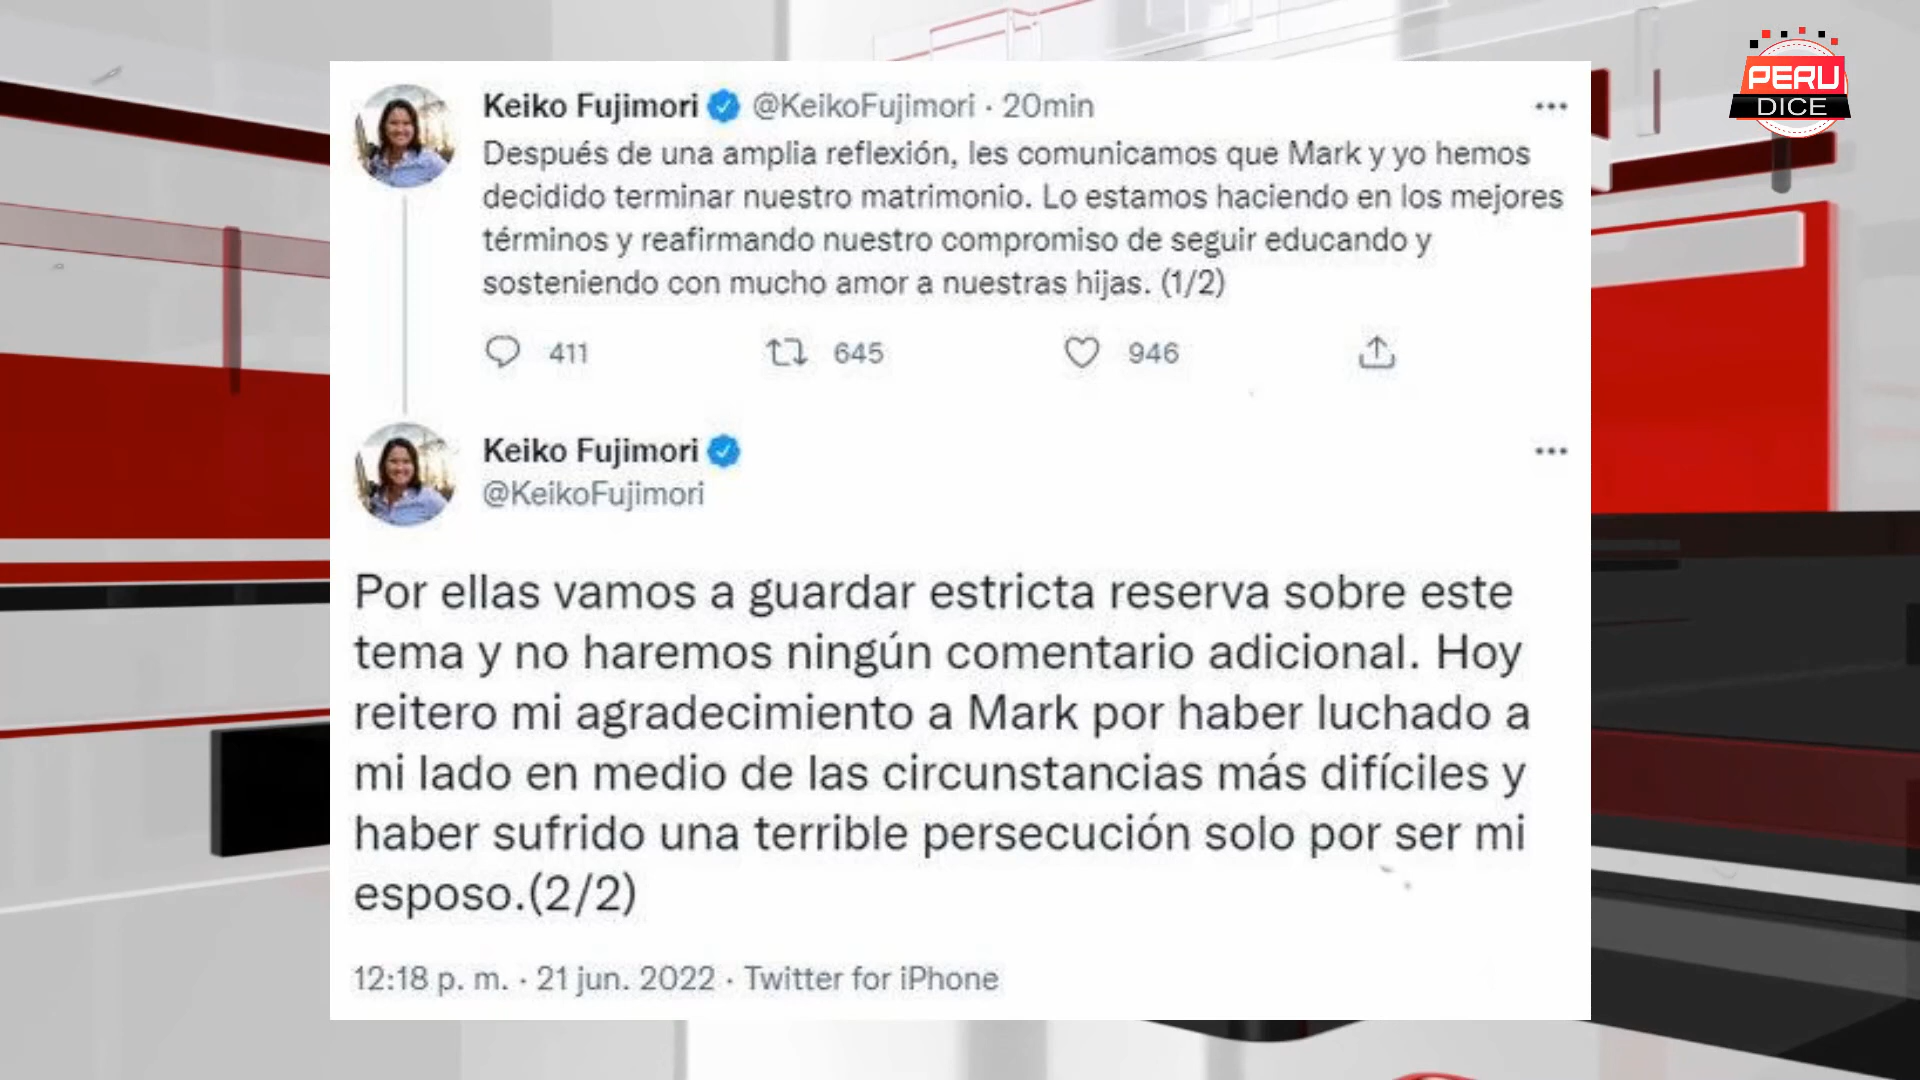 PERU
DICE
Keiko Fujimori @KeikoFujimori · 20min
Después de una amplia reflexión, les comunicamos que Mark y yo hemos
decidido terminar nuestro matrimonio. Lo estamos haciendo en los mejores
términos y reafirmando nuestro compromiso de seguir educando y
sosteniendo con mucho amor a nuestras hijas. (1/2)
411 645 946
Keiko Fujimori
@KeikoFujimori
Por ellas vamos a guardar estricta reserva sobre este
tema y no haremos ningún comentario adicional. Hoy
reitero mi agradecimiento a Mark por haber luchado a
mi lado en medio de las circunstancias más difíciles y
haber sufrido una terrible persecución solo por ser mi
esposo.(2/2)
12:18 p. m. · 21 jun. 2022 · Twitter for iPhone